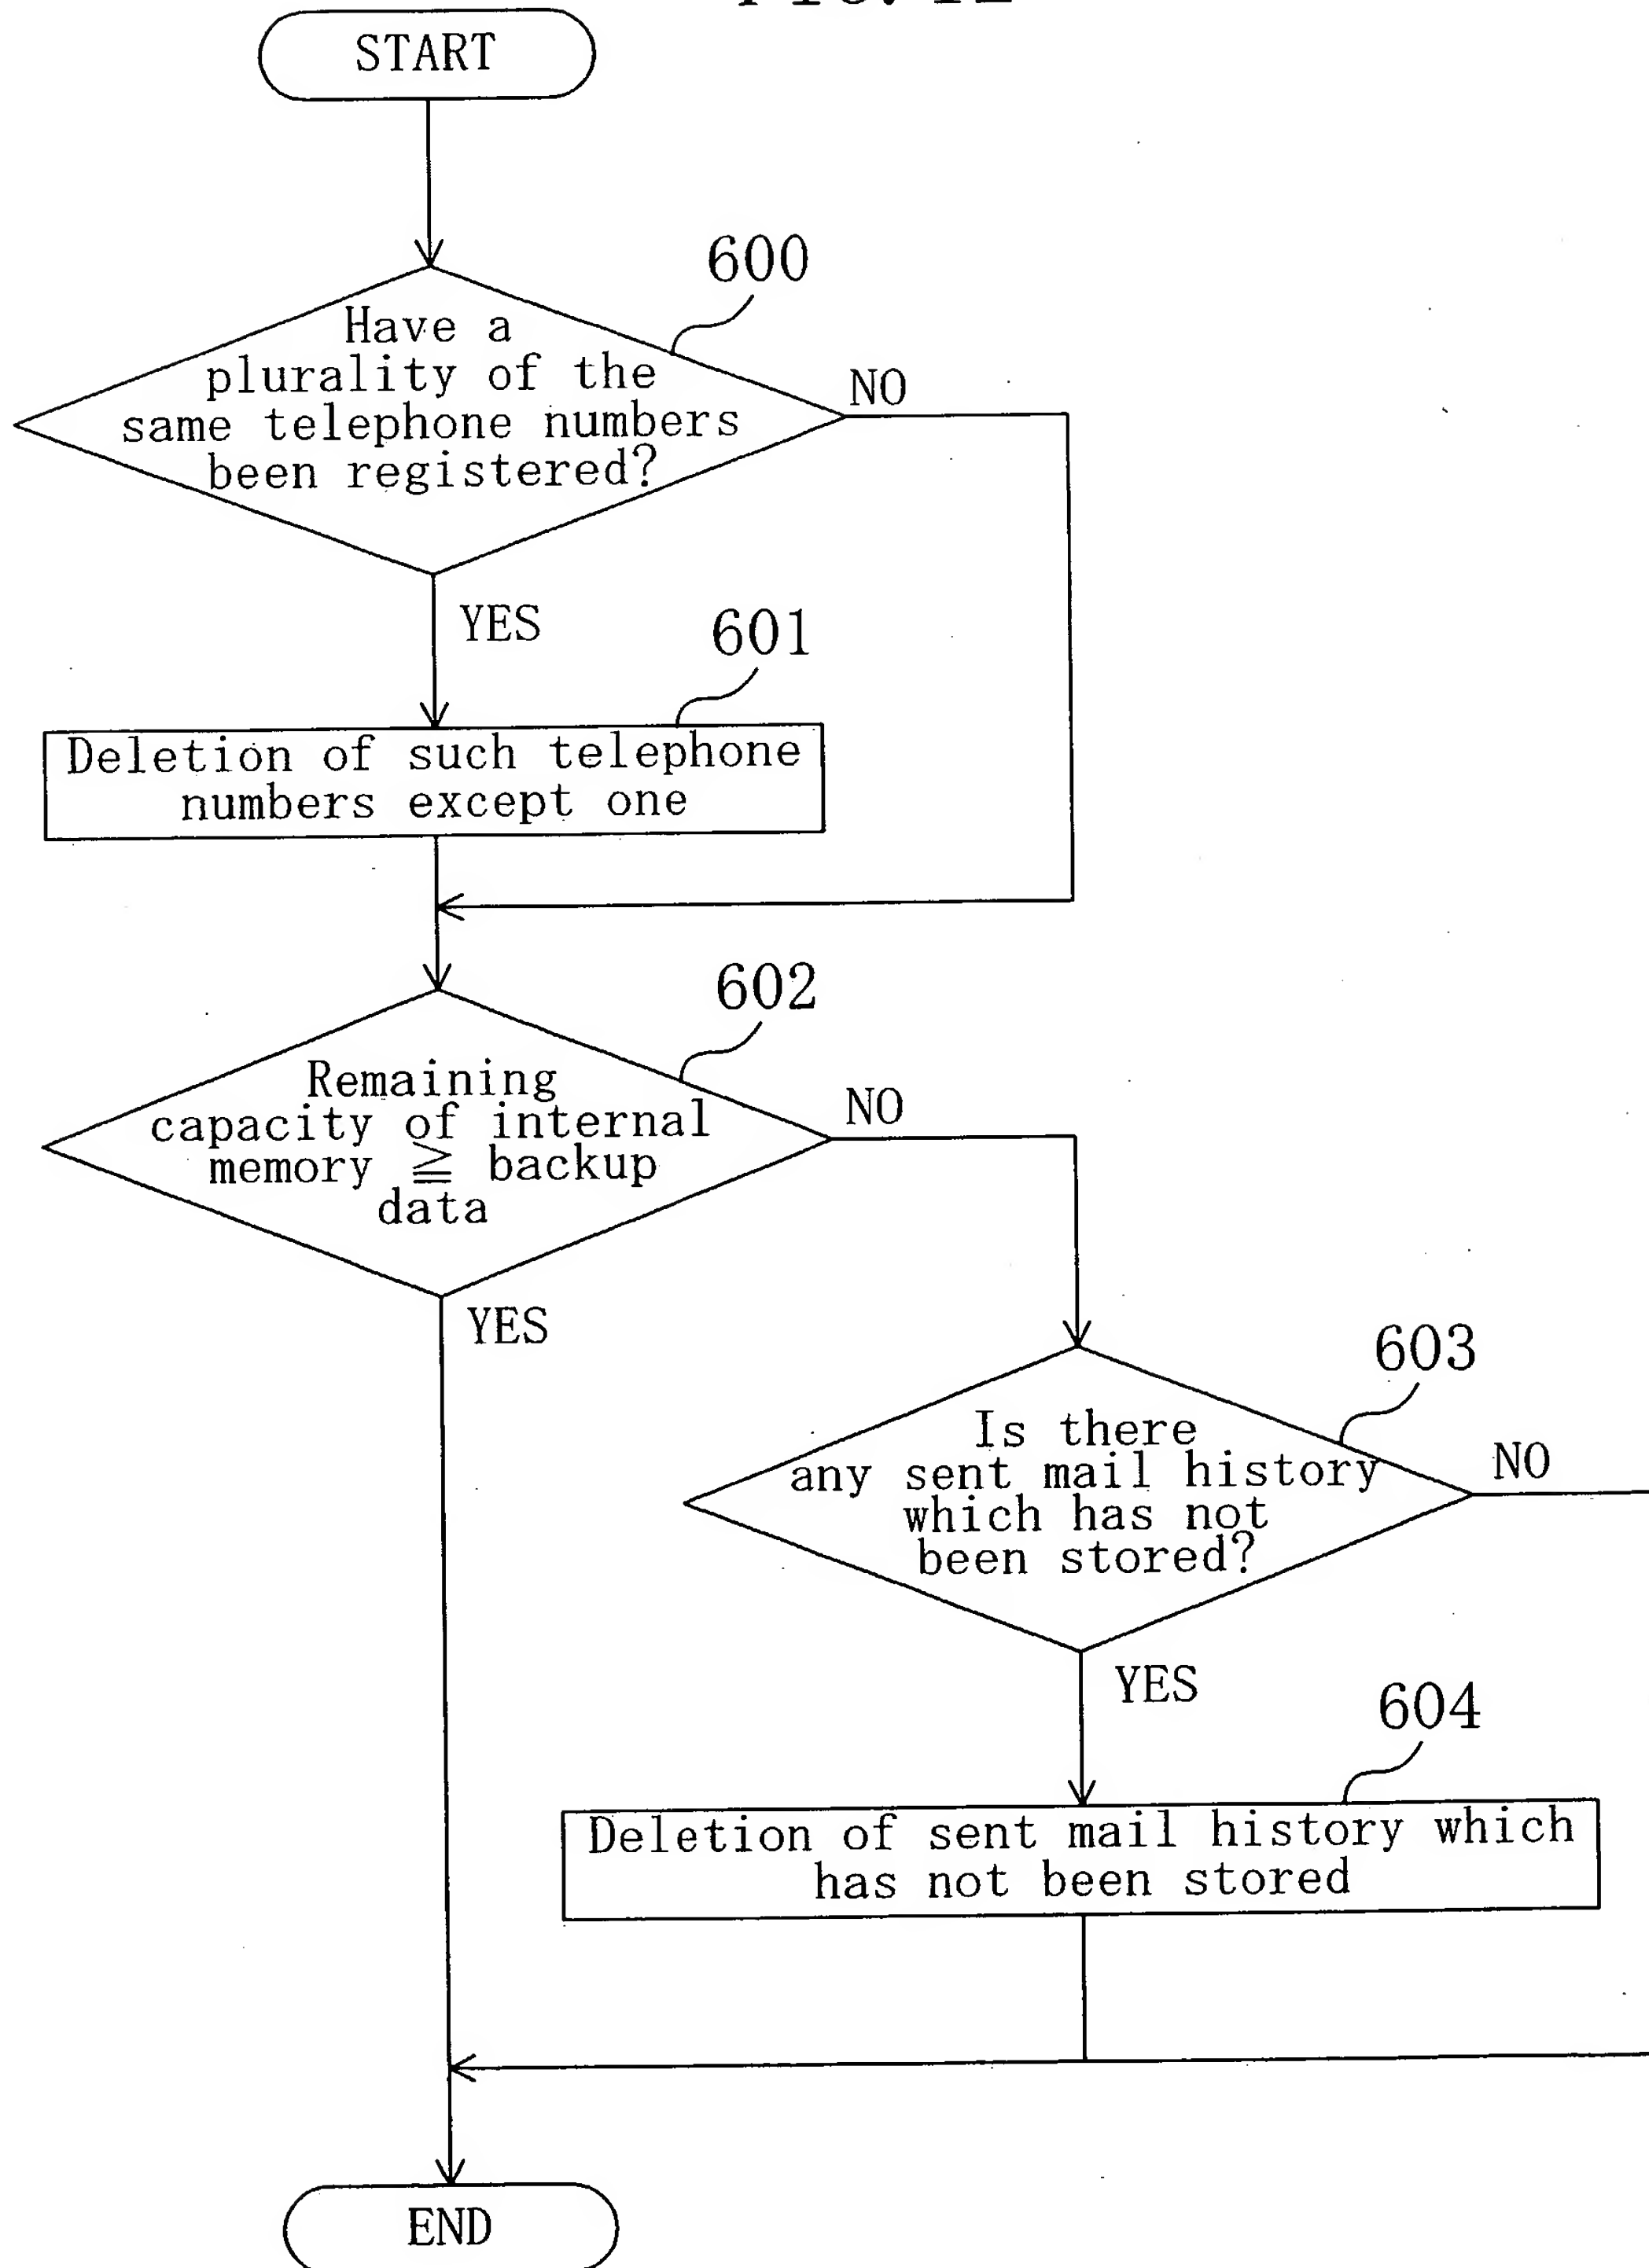 START
600
Have a
plurality of the
same telephone numbers
been registered?
NO
YES
601
Deletion of such telephone
numbers except one
602
Remaining
capacity of internal
memory ≧ backup
data
NO
YES
603
Is there
any sent mail history
which has not
been stored?
NO
YES
604
Deletion of sent mail history which
has not been stored
END